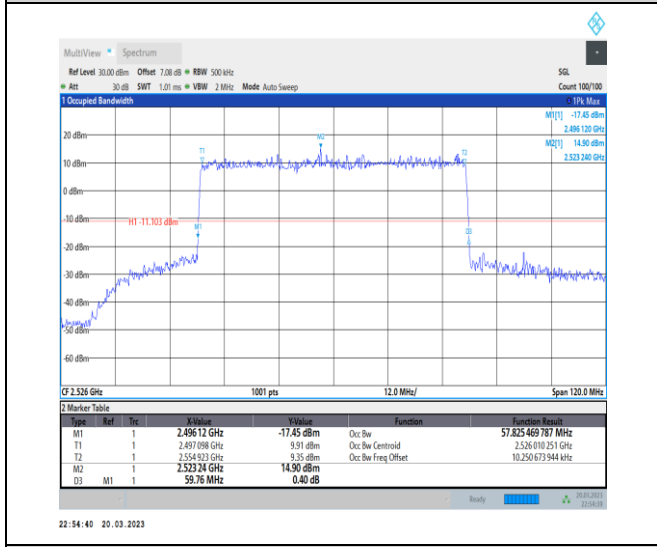 MultiView Spectrum
Ref Level 30.00 dBm Offset 7.08 dB RBW 500 kHz SGL
Att 30 dB SWT 1.01 ms VBW 2 MHz Mode Auto Sweep Count 100/100
1 Occupied Bandwidth 1Pk Max
M1[1] -17.45 dBm
2.496 120 GHz
M2[1] 14.90 dBm
2.523 240 GHz
20 dBm
M2
T1
T2
10 dBm
0 dBm
-10 dBm
H1 -11.103 dBm
M1
D3
-20 dBm
-30 dBm
-40 dBm
-50 dBm
-60 dBm
CF 2.526 GHz 1001 pts 12.0 MHz/ Span 120.0 MHz
2 Marker Table
Type Ref Trc X-Value Y-Value Function Function Result
M1 1 2.496 12 GHz -17.45 dBm Occ Bw 57.825 469 787 MHz
T1 1 2.497 098 GHz 9.91 dBm Occ Bw Centroid 2.526 010 251 GHz
T2 1 2.554 923 GHz 9.35 dBm Occ Bw Freq Offset 10.250 673 944 kHz
M2 1 2.523 24 GHz 14.90 dBm
D3 M1 1 59.76 MHz 0.40 dB
Ready 20.03.2023
22:54:39
22:54:40 20.03.2023